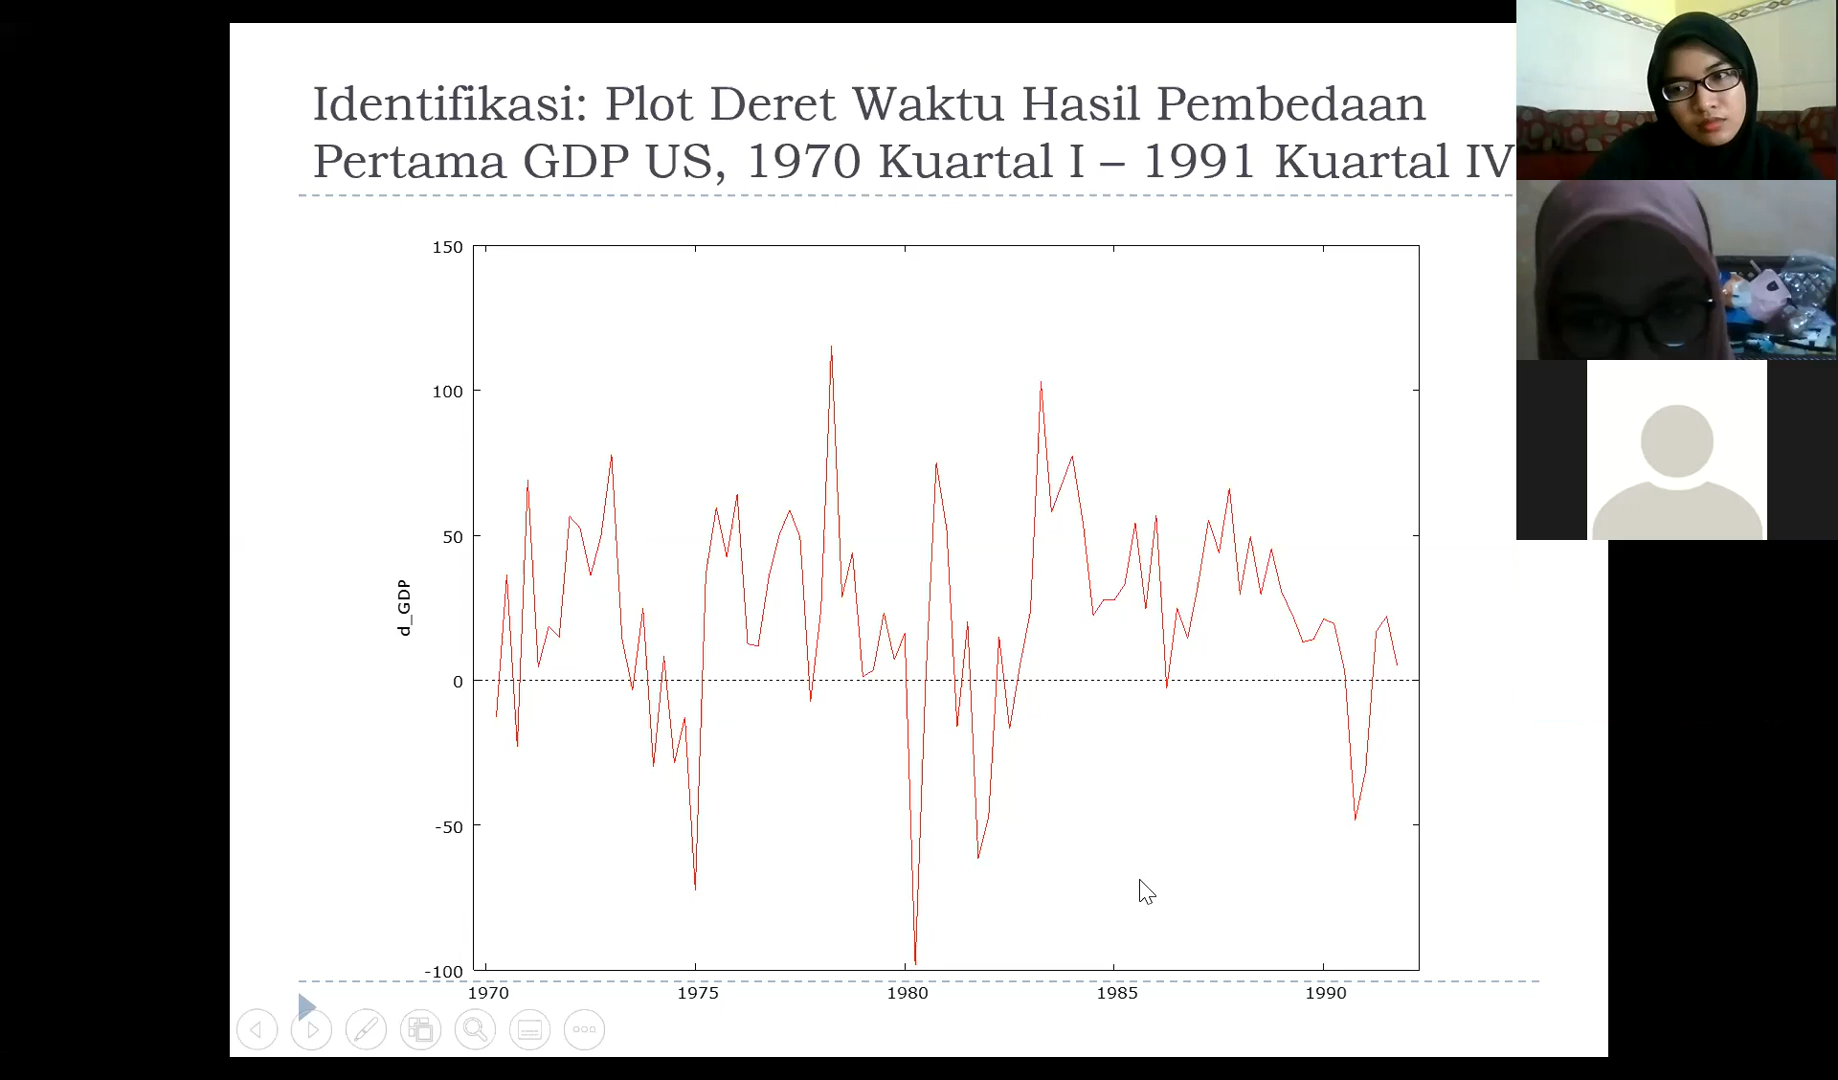 Identifikasi: Plot Deret Waktu Hasil Pembedaan
Pertama GDP US, 1970 Kuartal I – 1991 Kuartal IV
150
100
50
0
-50
-100
d_GDP
1970 1975 1980 1985 1990